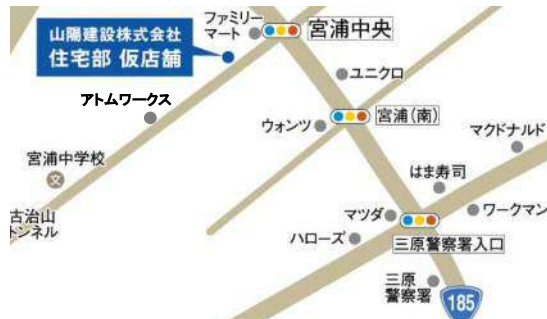 山陽建設株式会社
住宅部 仮店舗
ファミリー
マート
宮浦中央
ユニクロ
アトムワークス
ウォンツ
宮浦(南)
マクドナルド
宮浦中学校
文
はま寿司
古治山
トンネル
マツダ
ワークマン
ハローズ
三原警察署入口
三原
警察署
185